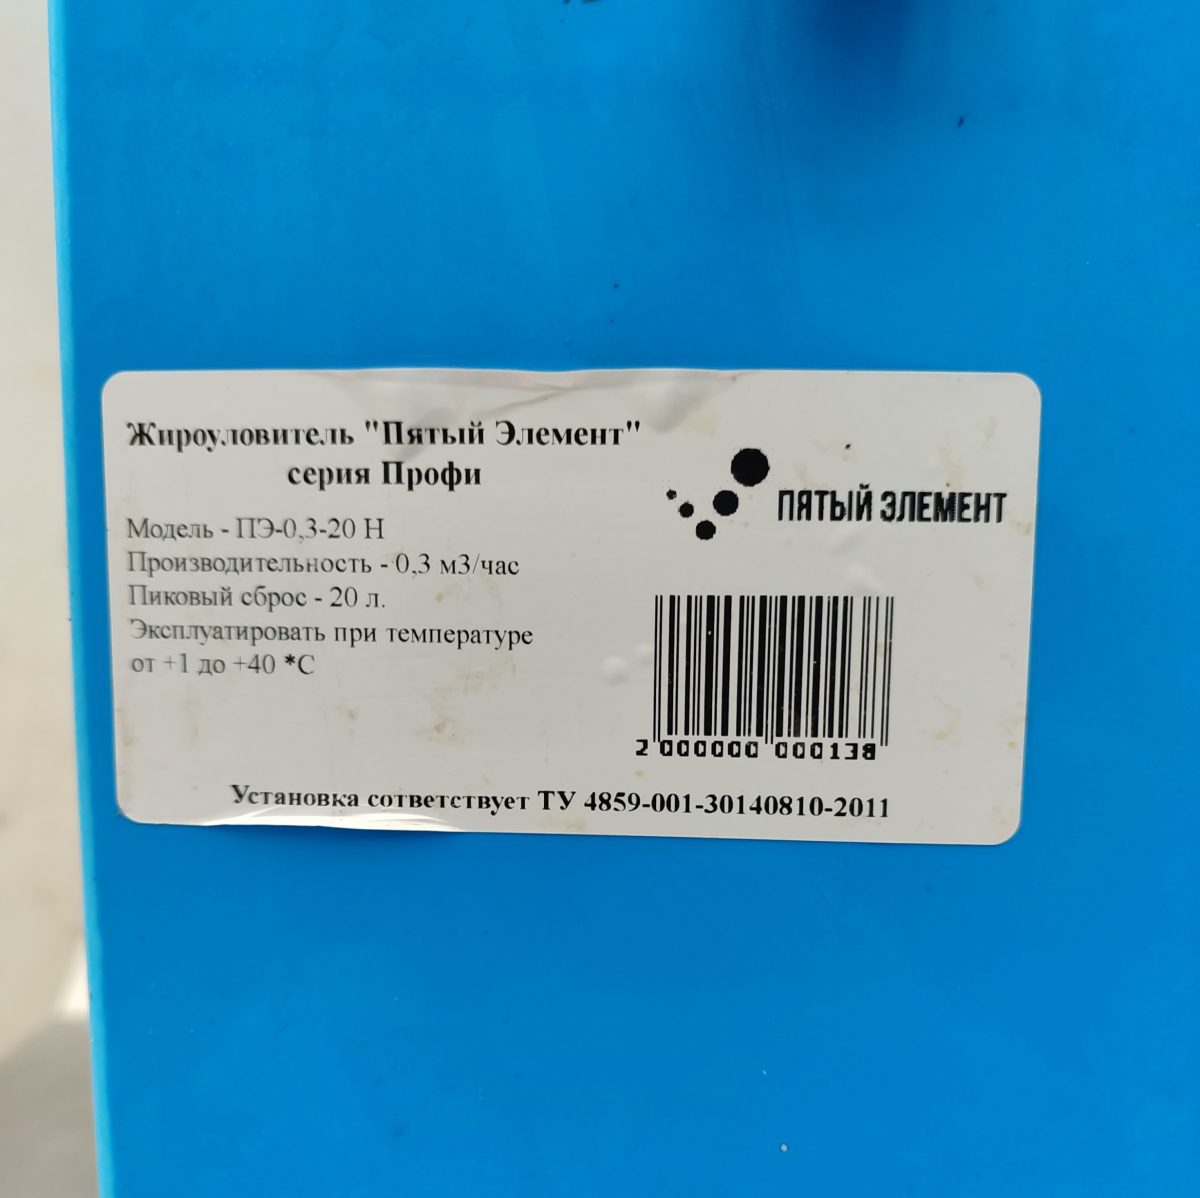 Жироуловитель "Пятый Элемент"
серия Профи
ПЯТЫЙ ЭЛЕМЕНТ
Модель - ПЭ-0,3-20 Н
Производительность - 0,3 м3/час
Пиковый сброс - 20 л.
Эксплуатировать при температуре
от +1 до +40 *С
2 000000 000138
Установка сответствует ТУ 4859-001-30140810-2011